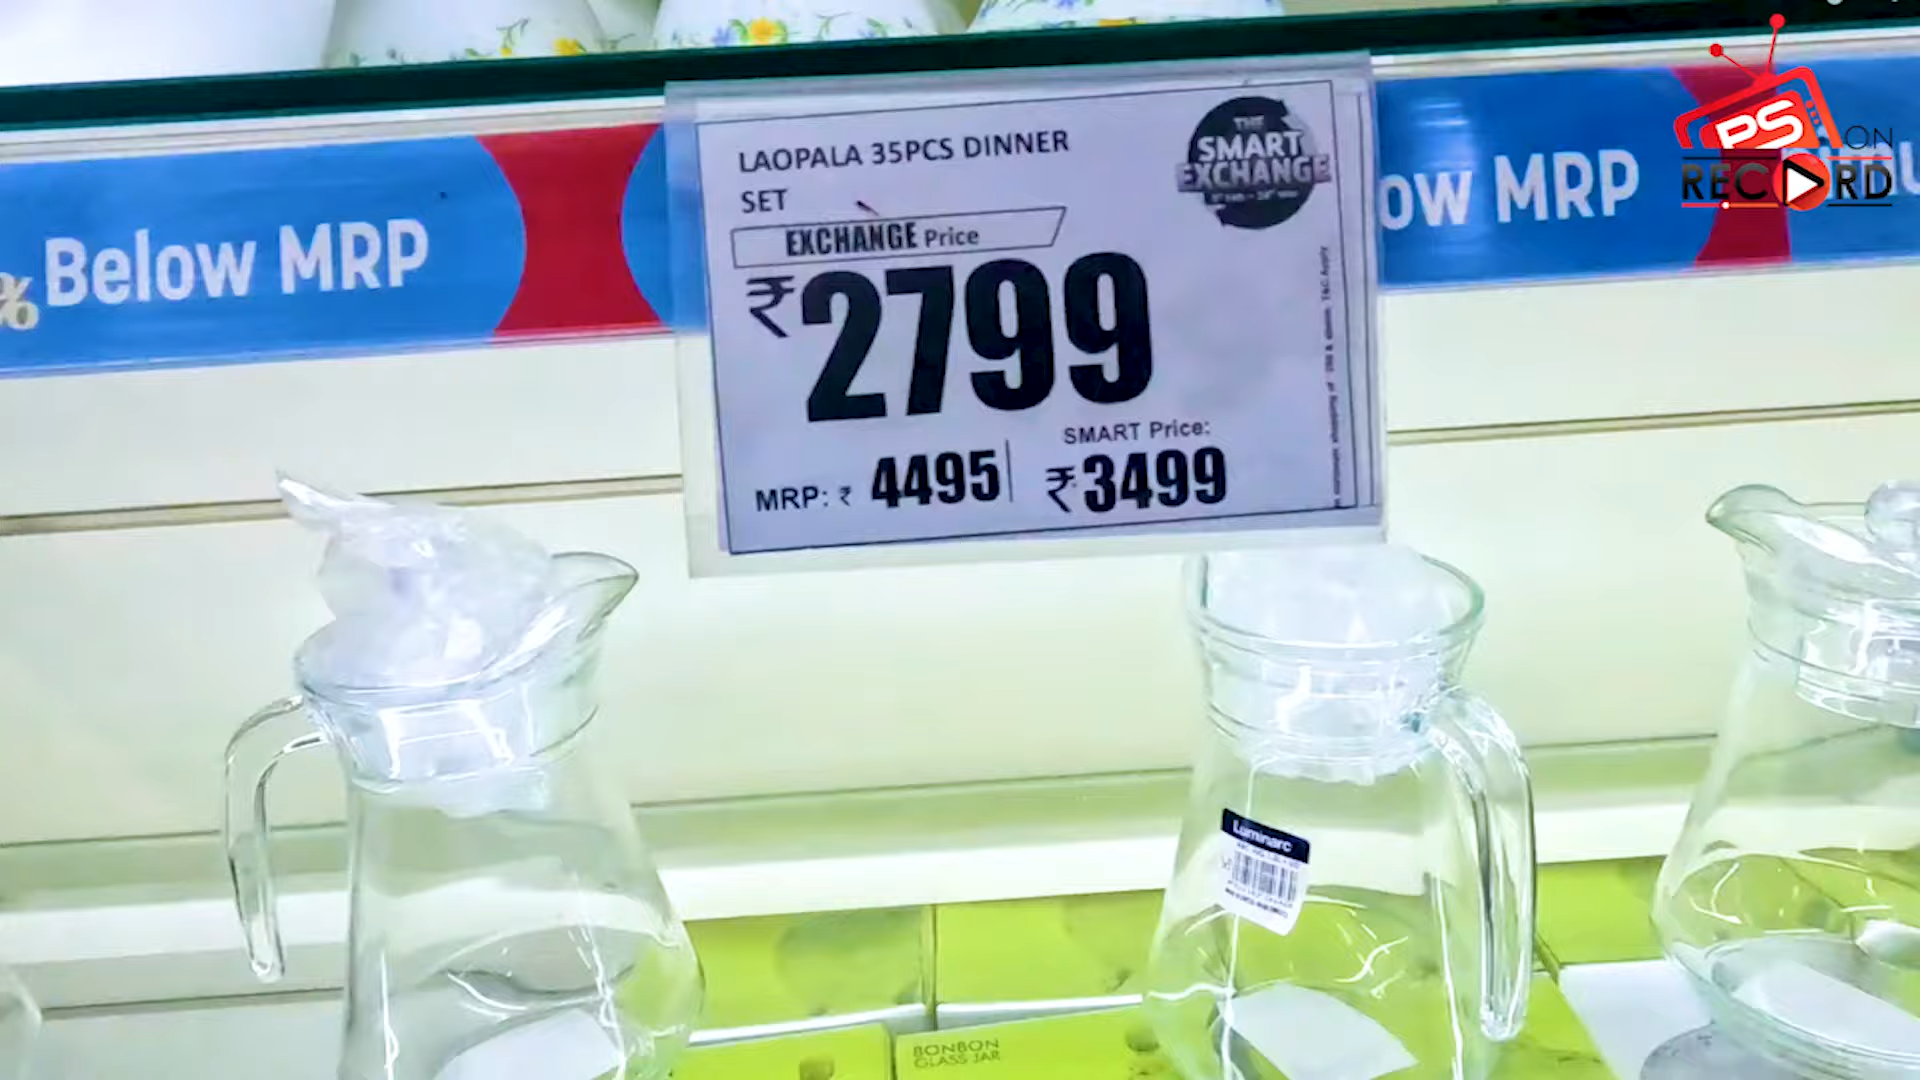 % Below MRP
LAOPALA 35PCS DINNER
SET
EXCHANGE Price
₹2799
MRP: ₹ 4495
SMART Price:
₹3499
THE
SMART
EXCHANGE
T&C Apply
ow MRP
PS
ON
RECORD
Luminarc
BONBON
GLASS JAR